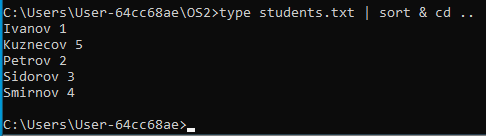 C:\Users\User-64cc68ae\OS2>type students.txt | sort & cd ..
Ivanov 1
Kuznecov 5
Petrov 2
Sidorov 3
Smirnov 4
C:\Users\User-64cc68ae>